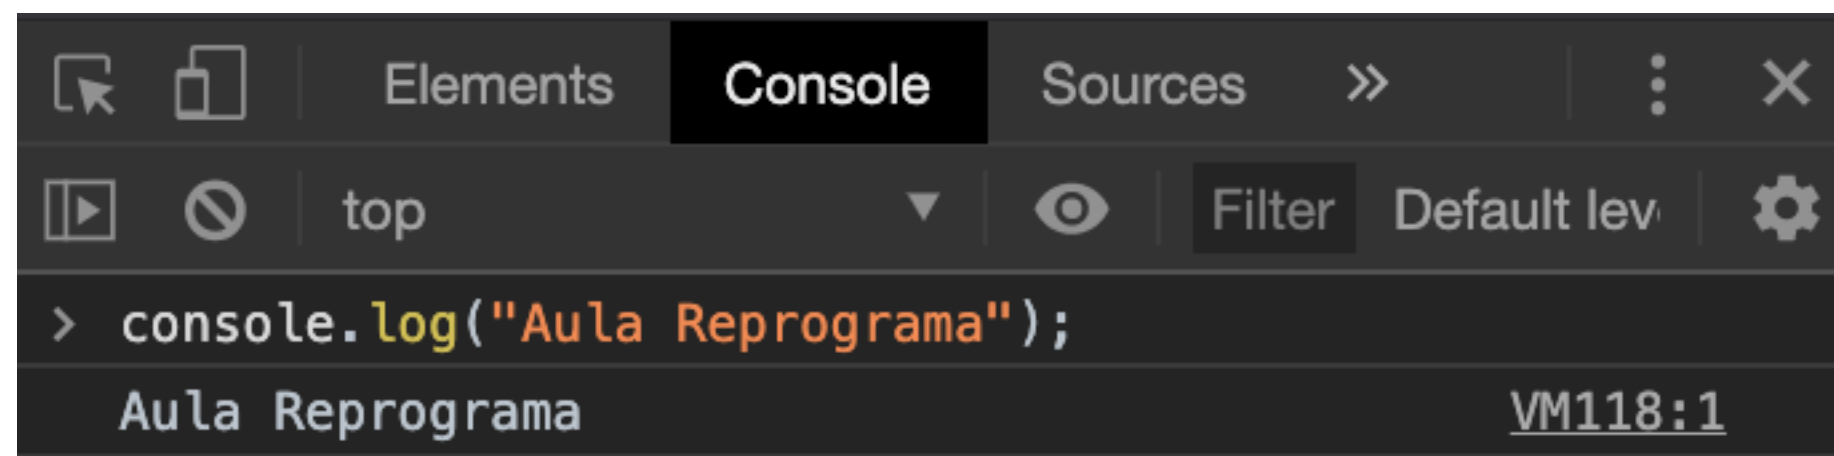 Elements Console Sources
top Filter Default lev
> console.log("Aula Reprograma");
Aula Reprograma VM118:1